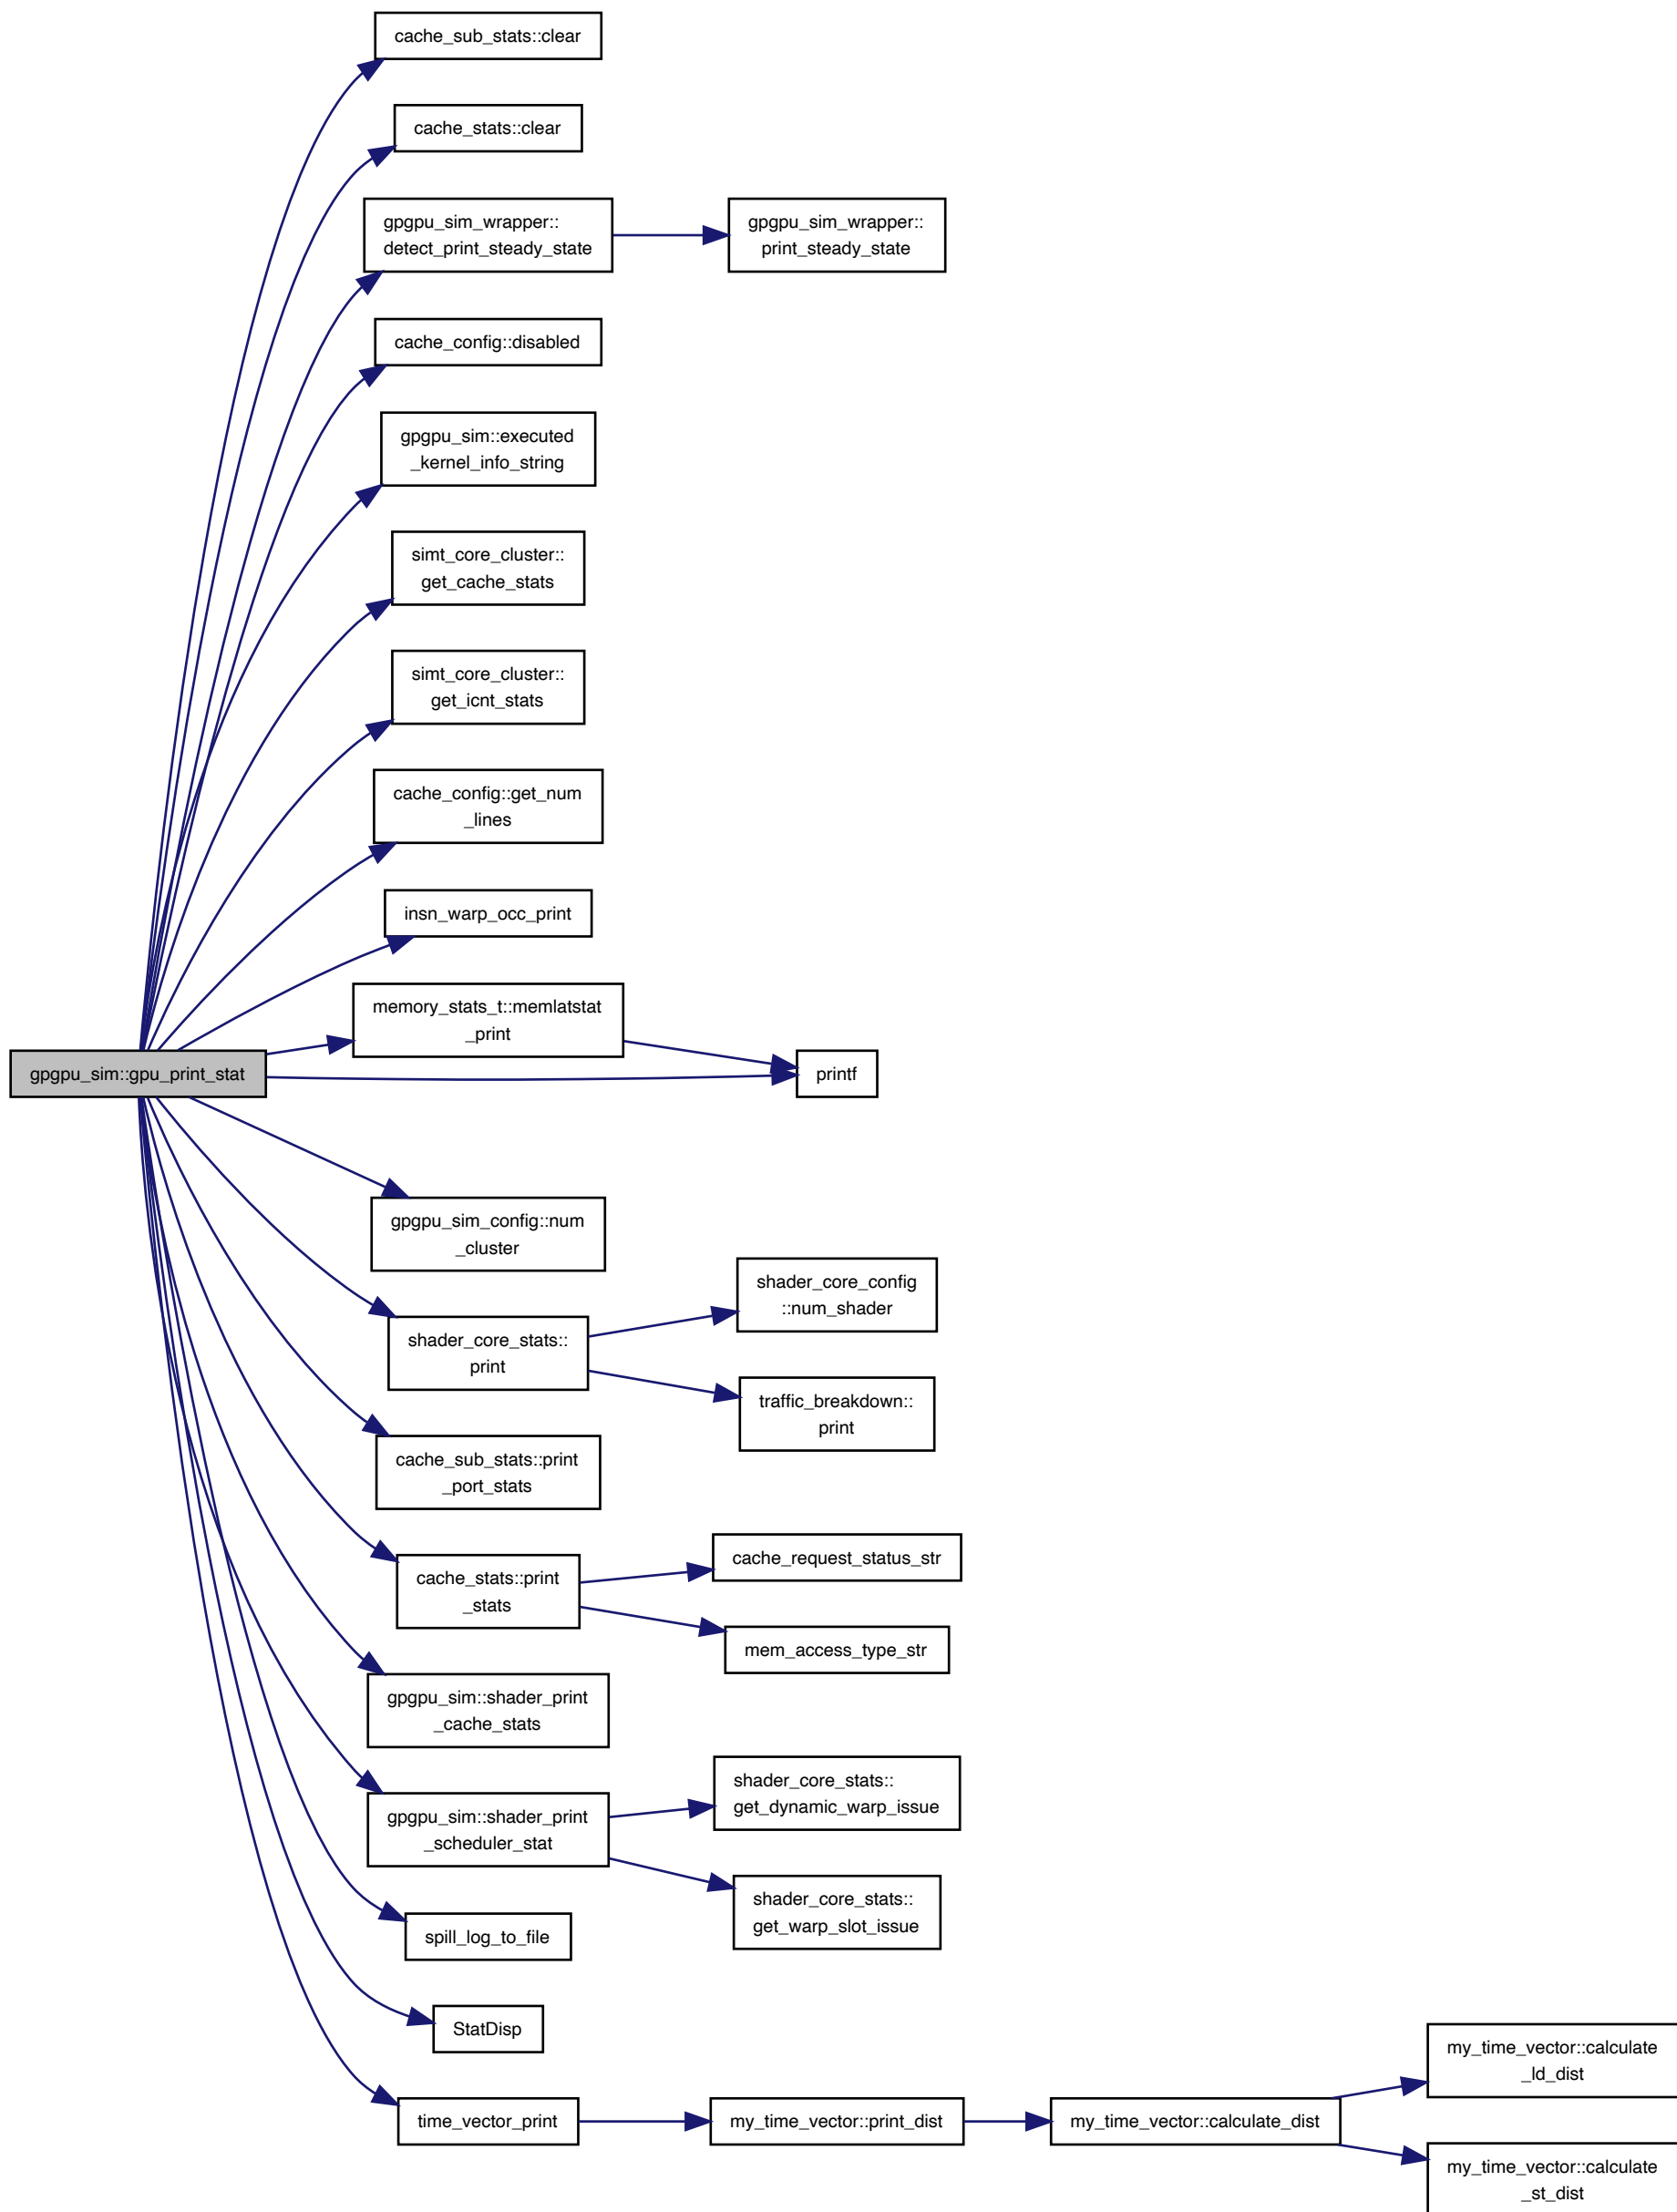 cache_sub_stats::clear
cache_stats::clear
gpgpu_sim_wrapper::
detect_print_steady_state
gpgpu_sim_wrapper::
print_steady_state
cache_config::disabled
gpgpu_sim::executed
_kernel_info_string
simt_core_cluster::
get_cache_stats
simt_core_cluster::
get_icnt_stats
cache_config::get_num
_lines
insn_warp_occ_print
memory_stats_t::memlatstat
_print
gpgpu_sim::gpu_print_stat
printf
gpgpu_sim_config::num
_cluster
shader_core_stats::
print
shader_core_config
::num_shader
traffic_breakdown::
print
cache_sub_stats::print
_port_stats
cache_stats::print
_stats
cache_request_status_str
mem_access_type_str
gpgpu_sim::shader_print
_cache_stats
gpgpu_sim::shader_print
_scheduler_stat
shader_core_stats::
get_dynamic_warp_issue
shader_core_stats::
get_warp_slot_issue
spill_log_to_file
StatDisp
time_vector_print
my_time_vector::print_dist
my_time_vector::calculate_dist
my_time_vector::calculate
_ld_dist
my_time_vector::calculate
_st_dist